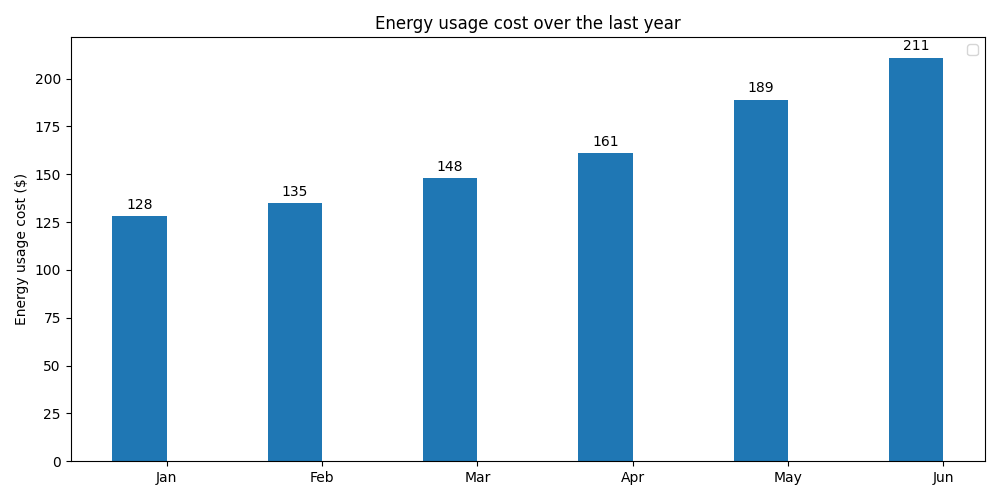 Energy usage cost over the last year
Energy usage cost ($)
200
175
150
125
100
75
50
25
0
128
135
148
161
189
211
Jan
Feb
Mar
Apr
May
Jun